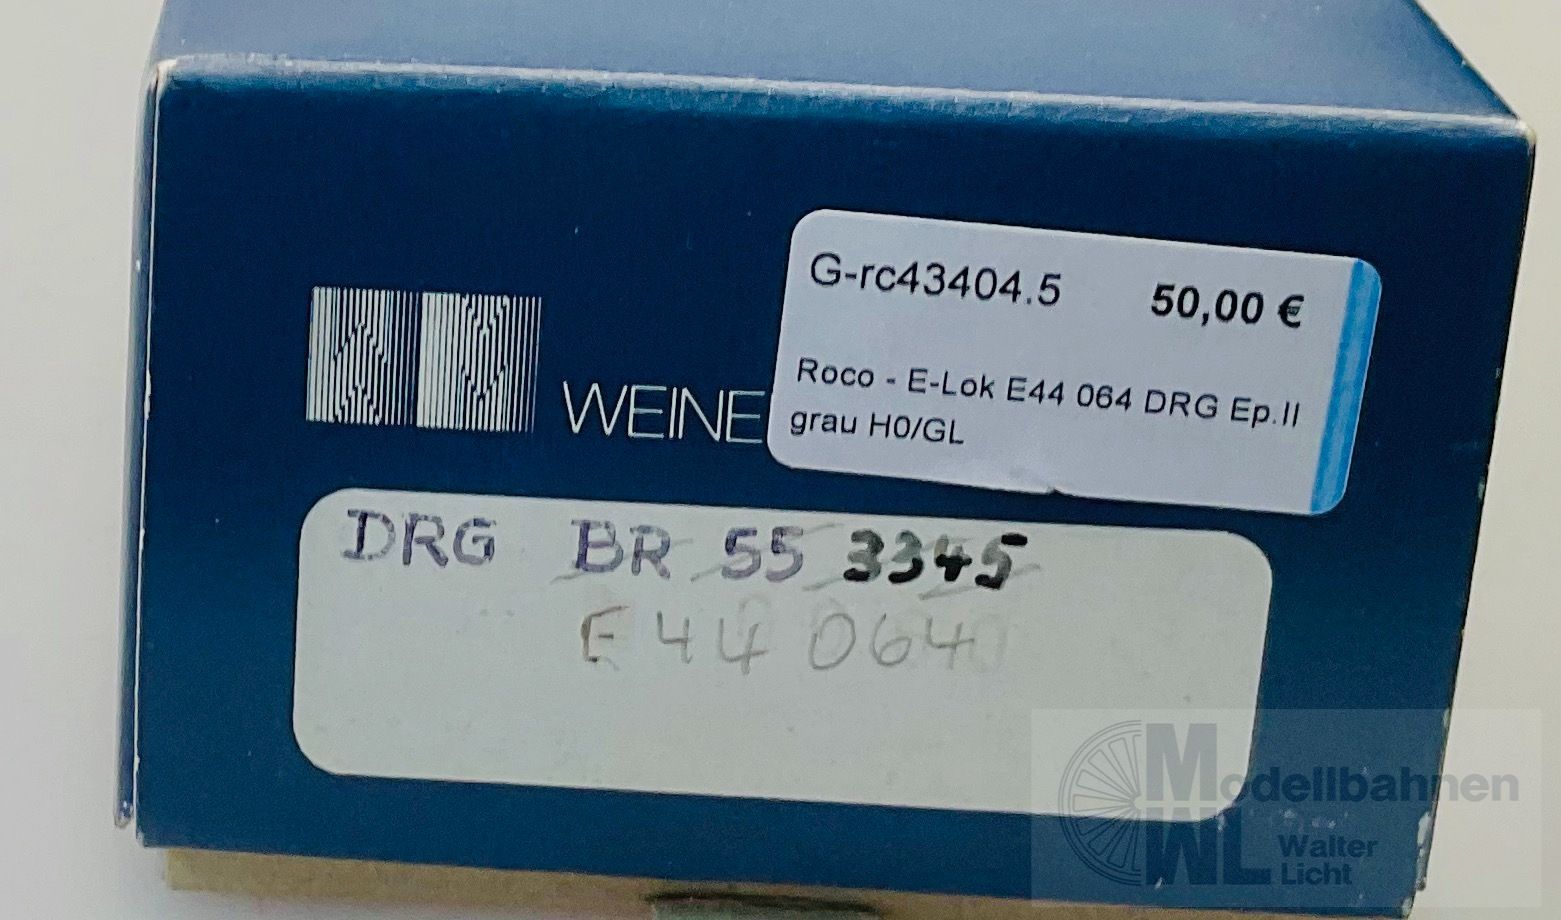 G-rc43404.5 50,00 €
Roco - E-Lok E44 064 DRG Ep.II
grau H0/GL
WEINE
DRG BR 55 3345
E44 064
Modellbahnen
WL Walter
Licht